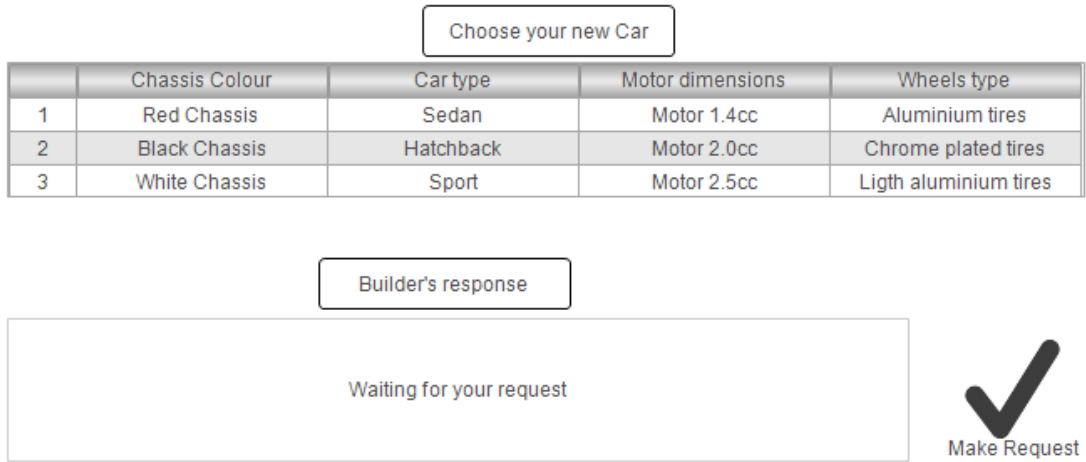 Choose your new Car
Chassis Colour Car type Motor dimensions Wheels type
1 Red Chassis Sedan Motor 1.4cc Aluminium tires
2 Black Chassis Hatchback Motor 2.0cc Chrome plated tires
3 White Chassis Sport Motor 2.5cc Ligth aluminium tires
Builder's response
Waiting for your request
Make Request